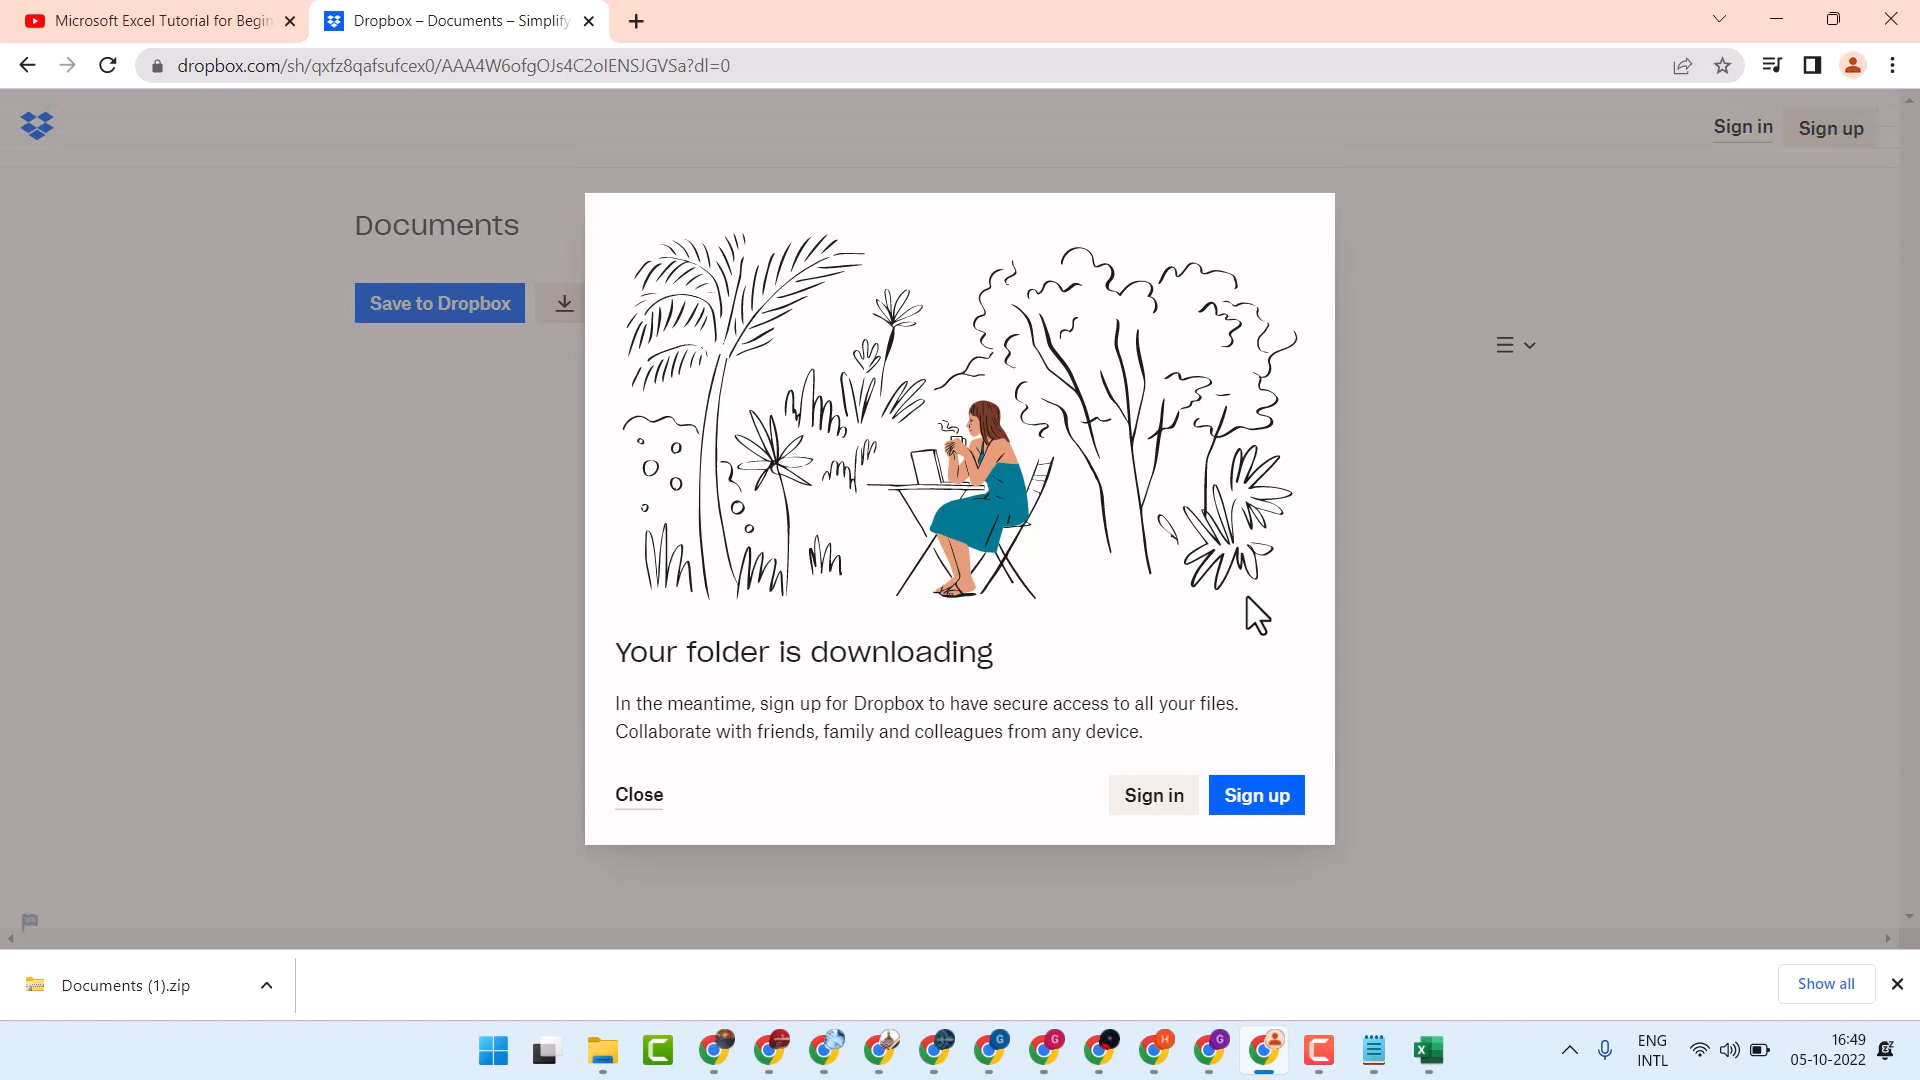 Microsoft Excel Tutorial for Begin
Dropbox – Documents – Simplify
dropbox.com/sh/qxfz8qafsufcex0/AAA4W6ofgOJs4C2oIENSJGVSa?dl=0
Sign in
Sign up
Documents
Save to Dropbox
Your folder is downloading
In the meantime, sign up for Dropbox to have secure access to all your files.
Collaborate with friends, family and colleagues from any device.
Close
Sign in
Sign up
Documents (1).zip
Show all
ENG
INTL
16:49
05-10-2022